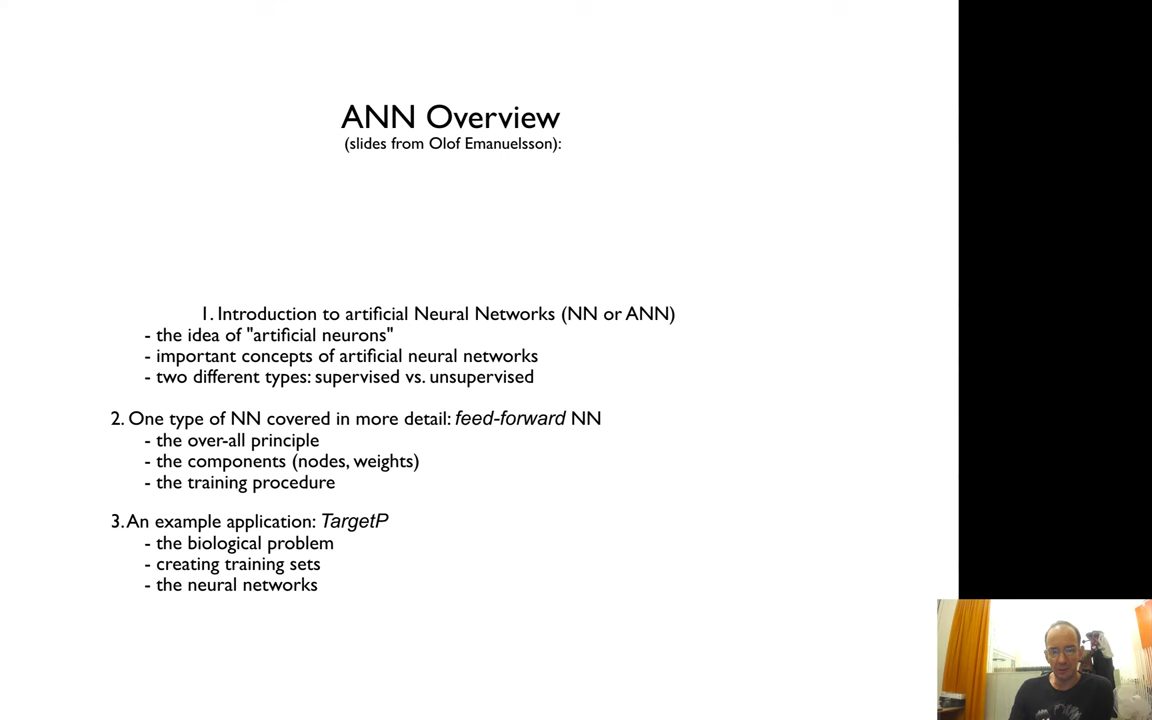 ANN Overview
(slides from Olof Emanuelsson):
1. Introduction to artificial Neural Networks (NN or ANN)
- the idea of "artificial neurons"
- important concepts of artificial neural networks
- two different types: supervised vs. unsupervised
2. One type of NN covered in more detail: feed-forward NN
- the over-all principle
- the components (nodes, weights)
- the training procedure
3. An example application: TargetP
- the biological problem
- creating training sets
- the neural networks